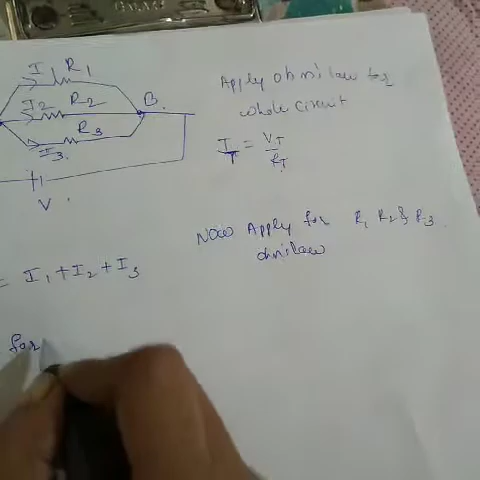 I R1
I2 R2 B.
R3
I3.
V .
= I1 + I2 + I3
for
Apply ohm's law for
whole circuit
IT = VT / RT
Now Apply for R1 R2 & R3
ohm's law